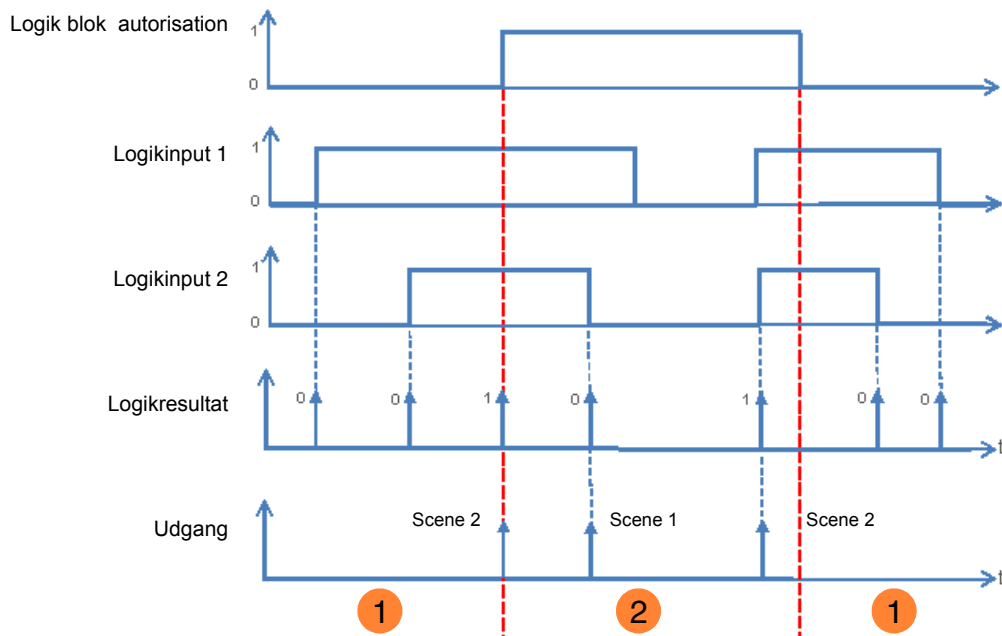 Logik blok autorisation
1
0
Logikinput 1
1
0
Logikinput 2
1
0
Logikresultat
0 0 1 0 1 0 0
t
Udgang
Scene 2 Scene 1 Scene 2
t
1 2 1